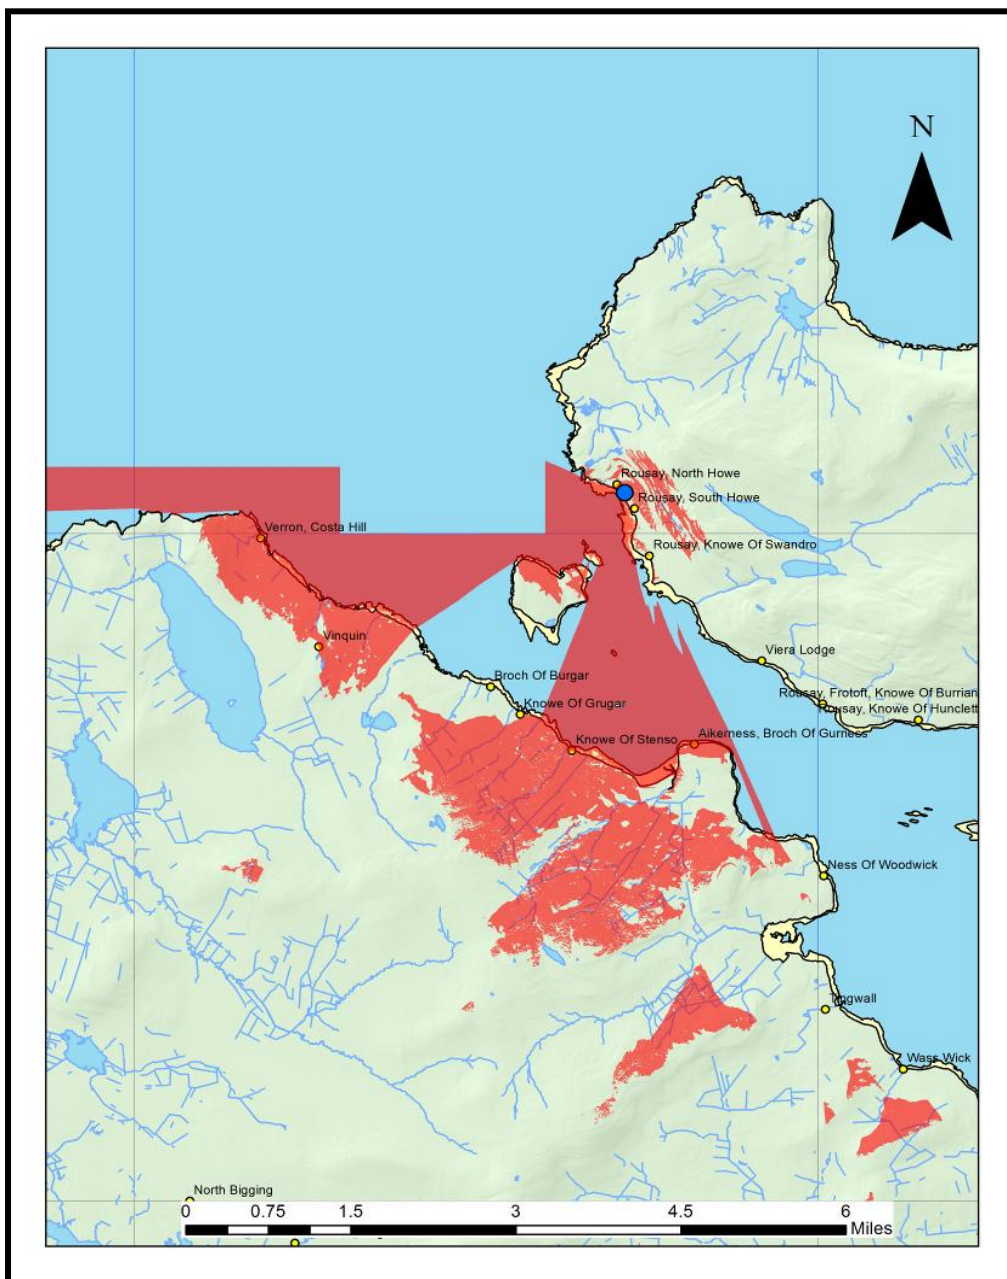 N
Rousay, North Howe
Rousay, South Howe
Verron, Costa Hill
Rousay, Knowe Of Swandro
Vinquin
Viera Lodge
Broch Of Burgar
Rousay, Frotoft, Knowe Of Burrian
Knowe Of Grugar
Rousay, Knowe Of Hunclett
Knowe Of Stenso
Aikerness, Broch Of Gurness
Ness Of Woodwick
Tingwall
Wass Wick
North Bigging
0 0.75 1.5 3 4.5 6
Miles